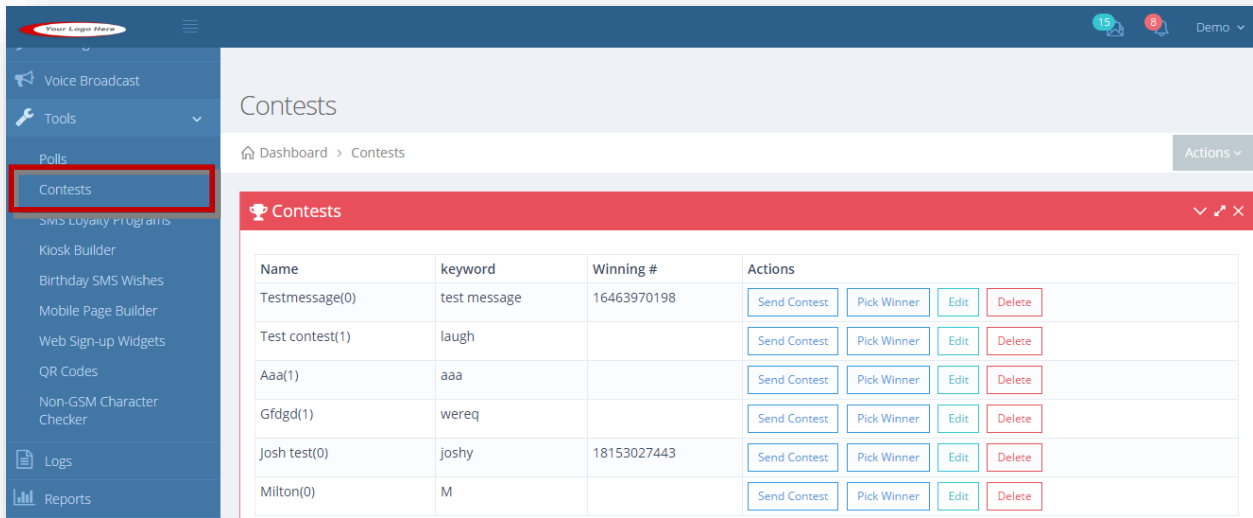 Your Logo Here
15
8
Demo
Voice Broadcast
Tools
Polls
Contests
SMS Loyalty Programs
Kiosk Builder
Birthday SMS Wishes
Mobile Page Builder
Web Sign-up Widgets
QR Codes
Non-GSM Character
Checker
Logs
Reports
Contests
Dashboard > Contests
Actions
Contests
Name keyword Winning # Actions
Testmessage(0) test message 16463970198 Send Contest Pick Winner Edit Delete
Test contest(1) laugh Send Contest Pick Winner Edit Delete
Aaa(1) aaa Send Contest Pick Winner Edit Delete
Gfdgd(1) wereq Send Contest Pick Winner Edit Delete
Josh test(0) joshy 18153027443 Send Contest Pick Winner Edit Delete
Milton(0) M Send Contest Pick Winner Edit Delete